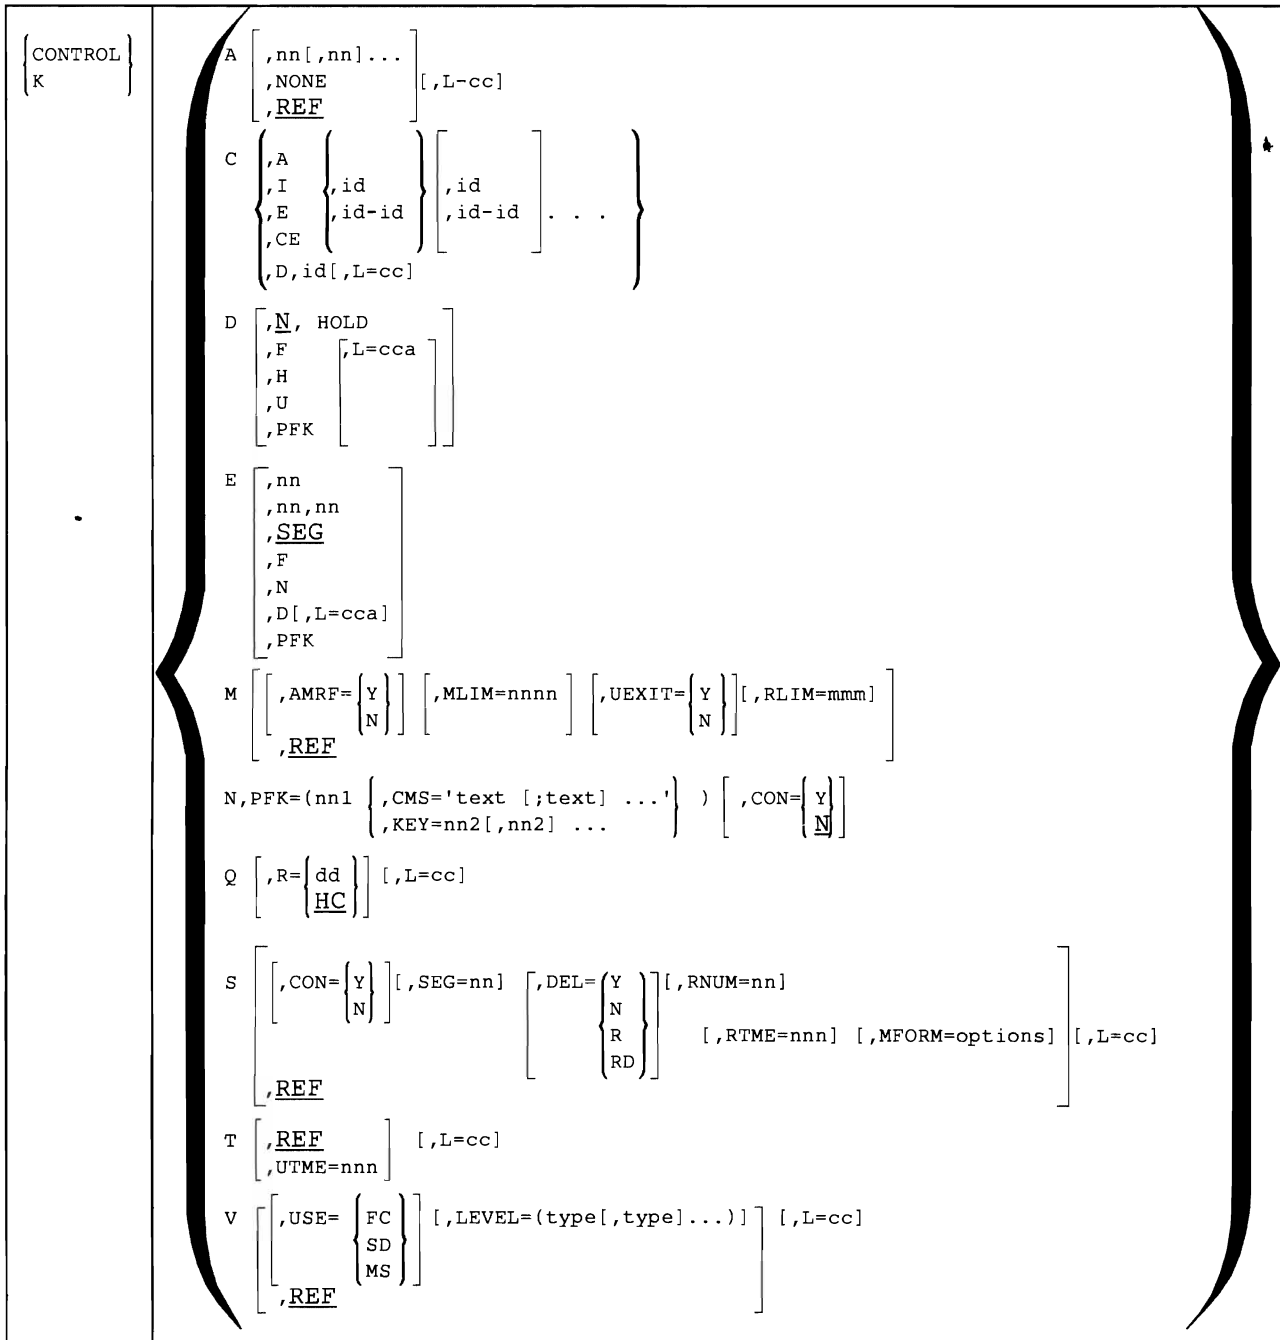 CONTROL
K
A ,nn[,nn]...
,NONE [,L-cc]
,REF
C ,A
,I ,id ,id
,E ,id-id ,id-id . . .
,CE
,D,id[,L=cc]
D ,N, HOLD
,F ,L=cca
,H
,U
,PFK
E ,nn
,nn,nn
,SEG
,F
,N
,D[,L=cca]
,PFK
M [ [,AMRF={Y ,MLIM=nnnn ,UEXIT={Y [,RLIM=mmm]
N N
,REF
N,PFK=(nn1 {,CMS='text [;text] ...' ) [,CON={Y
,KEY=nn2[,nn2] ... N
Q [,R={dd [,L=cc]
HC
S [ [,CON={Y [,SEG=nn] [,DEL={Y [,RNUM=nn]
N N
R [,RTME=nnn] [,MFORM=options] [,L=cc]
RD
,REF
T ,REF [,L=cc]
,UTME=nnn
V [ [,USE= {FC [,LEVEL=(type[,type]...)] [,L=cc]
SD
MS
,REF